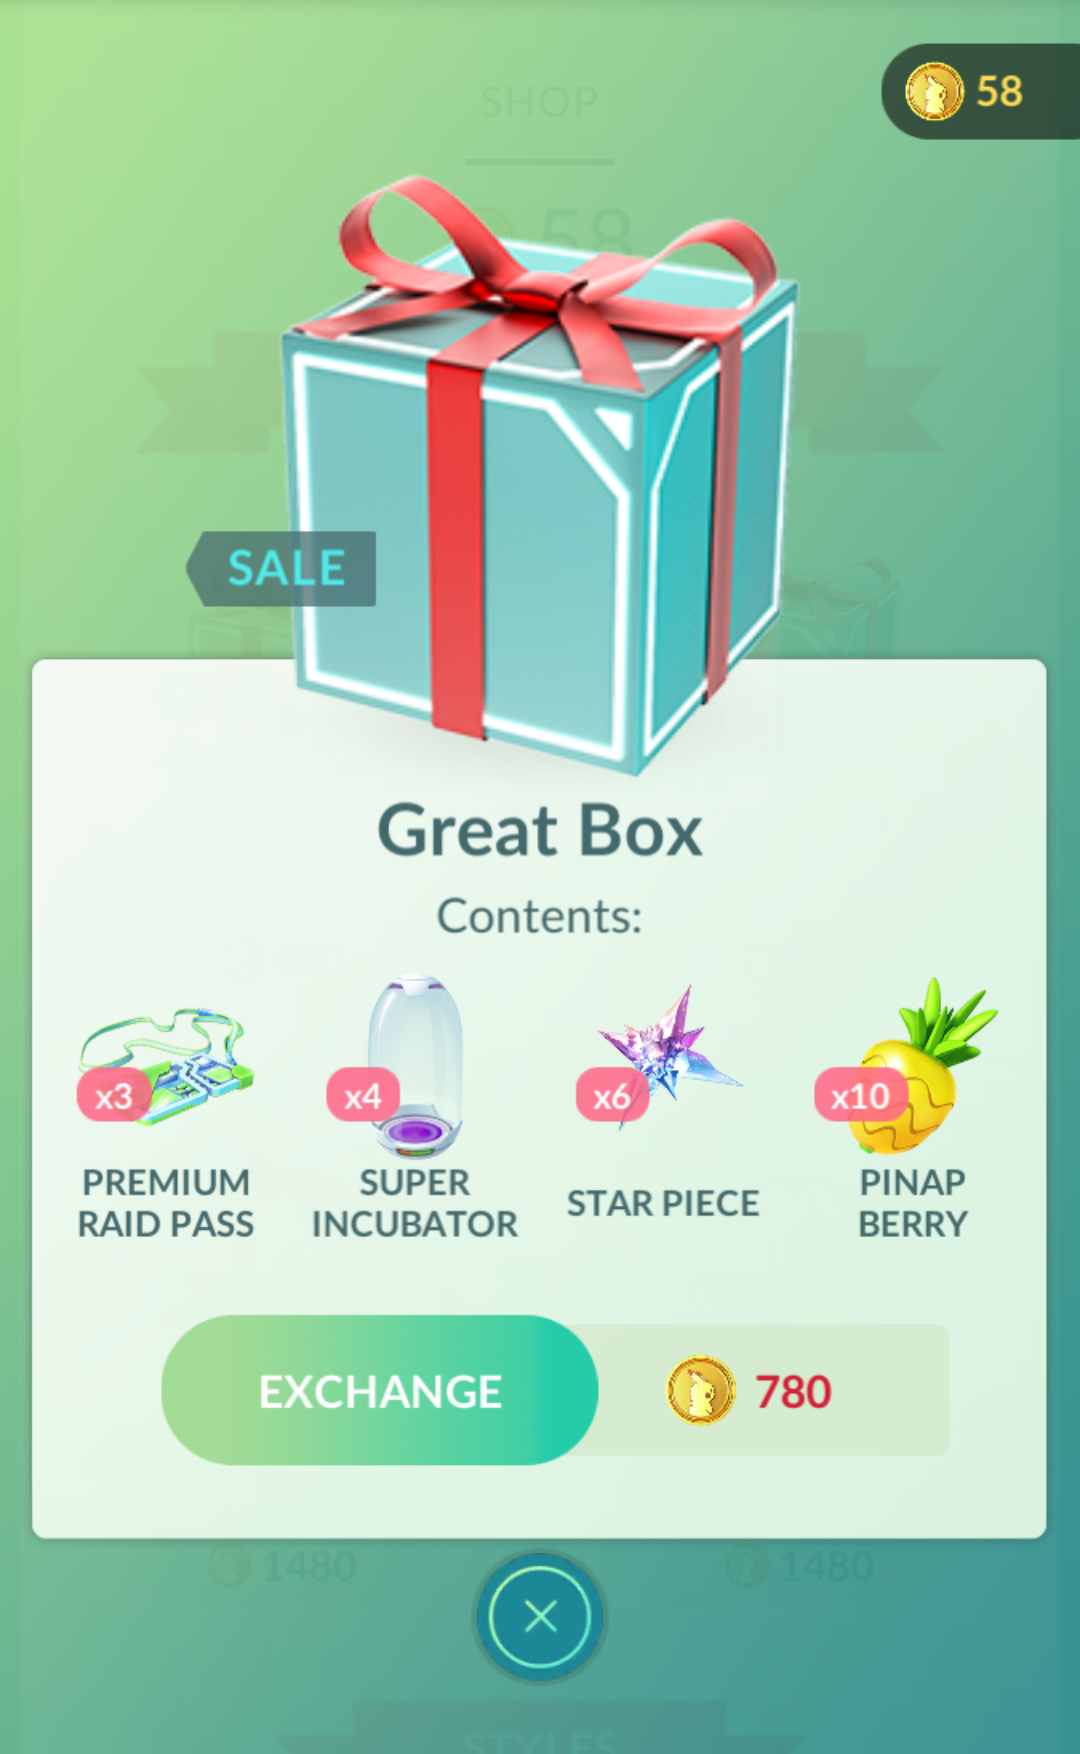 58
SHOP
58
SALE
Great Box
Contents:
x3
x4
x6
x10
PREMIUM
RAID PASS
SUPER
INCUBATOR
STAR PIECE
PINAP
BERRY
EXCHANGE
780
1480
1480
STYLES